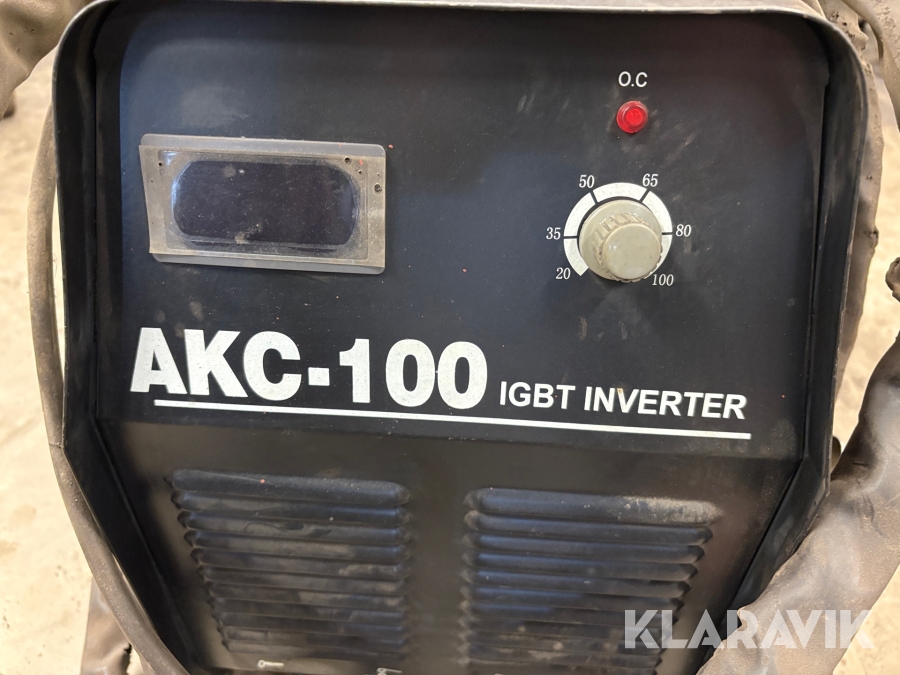 O.C
50 65
35 80
20 100
AKC-100 IGBT INVERTER
KLARAVIK